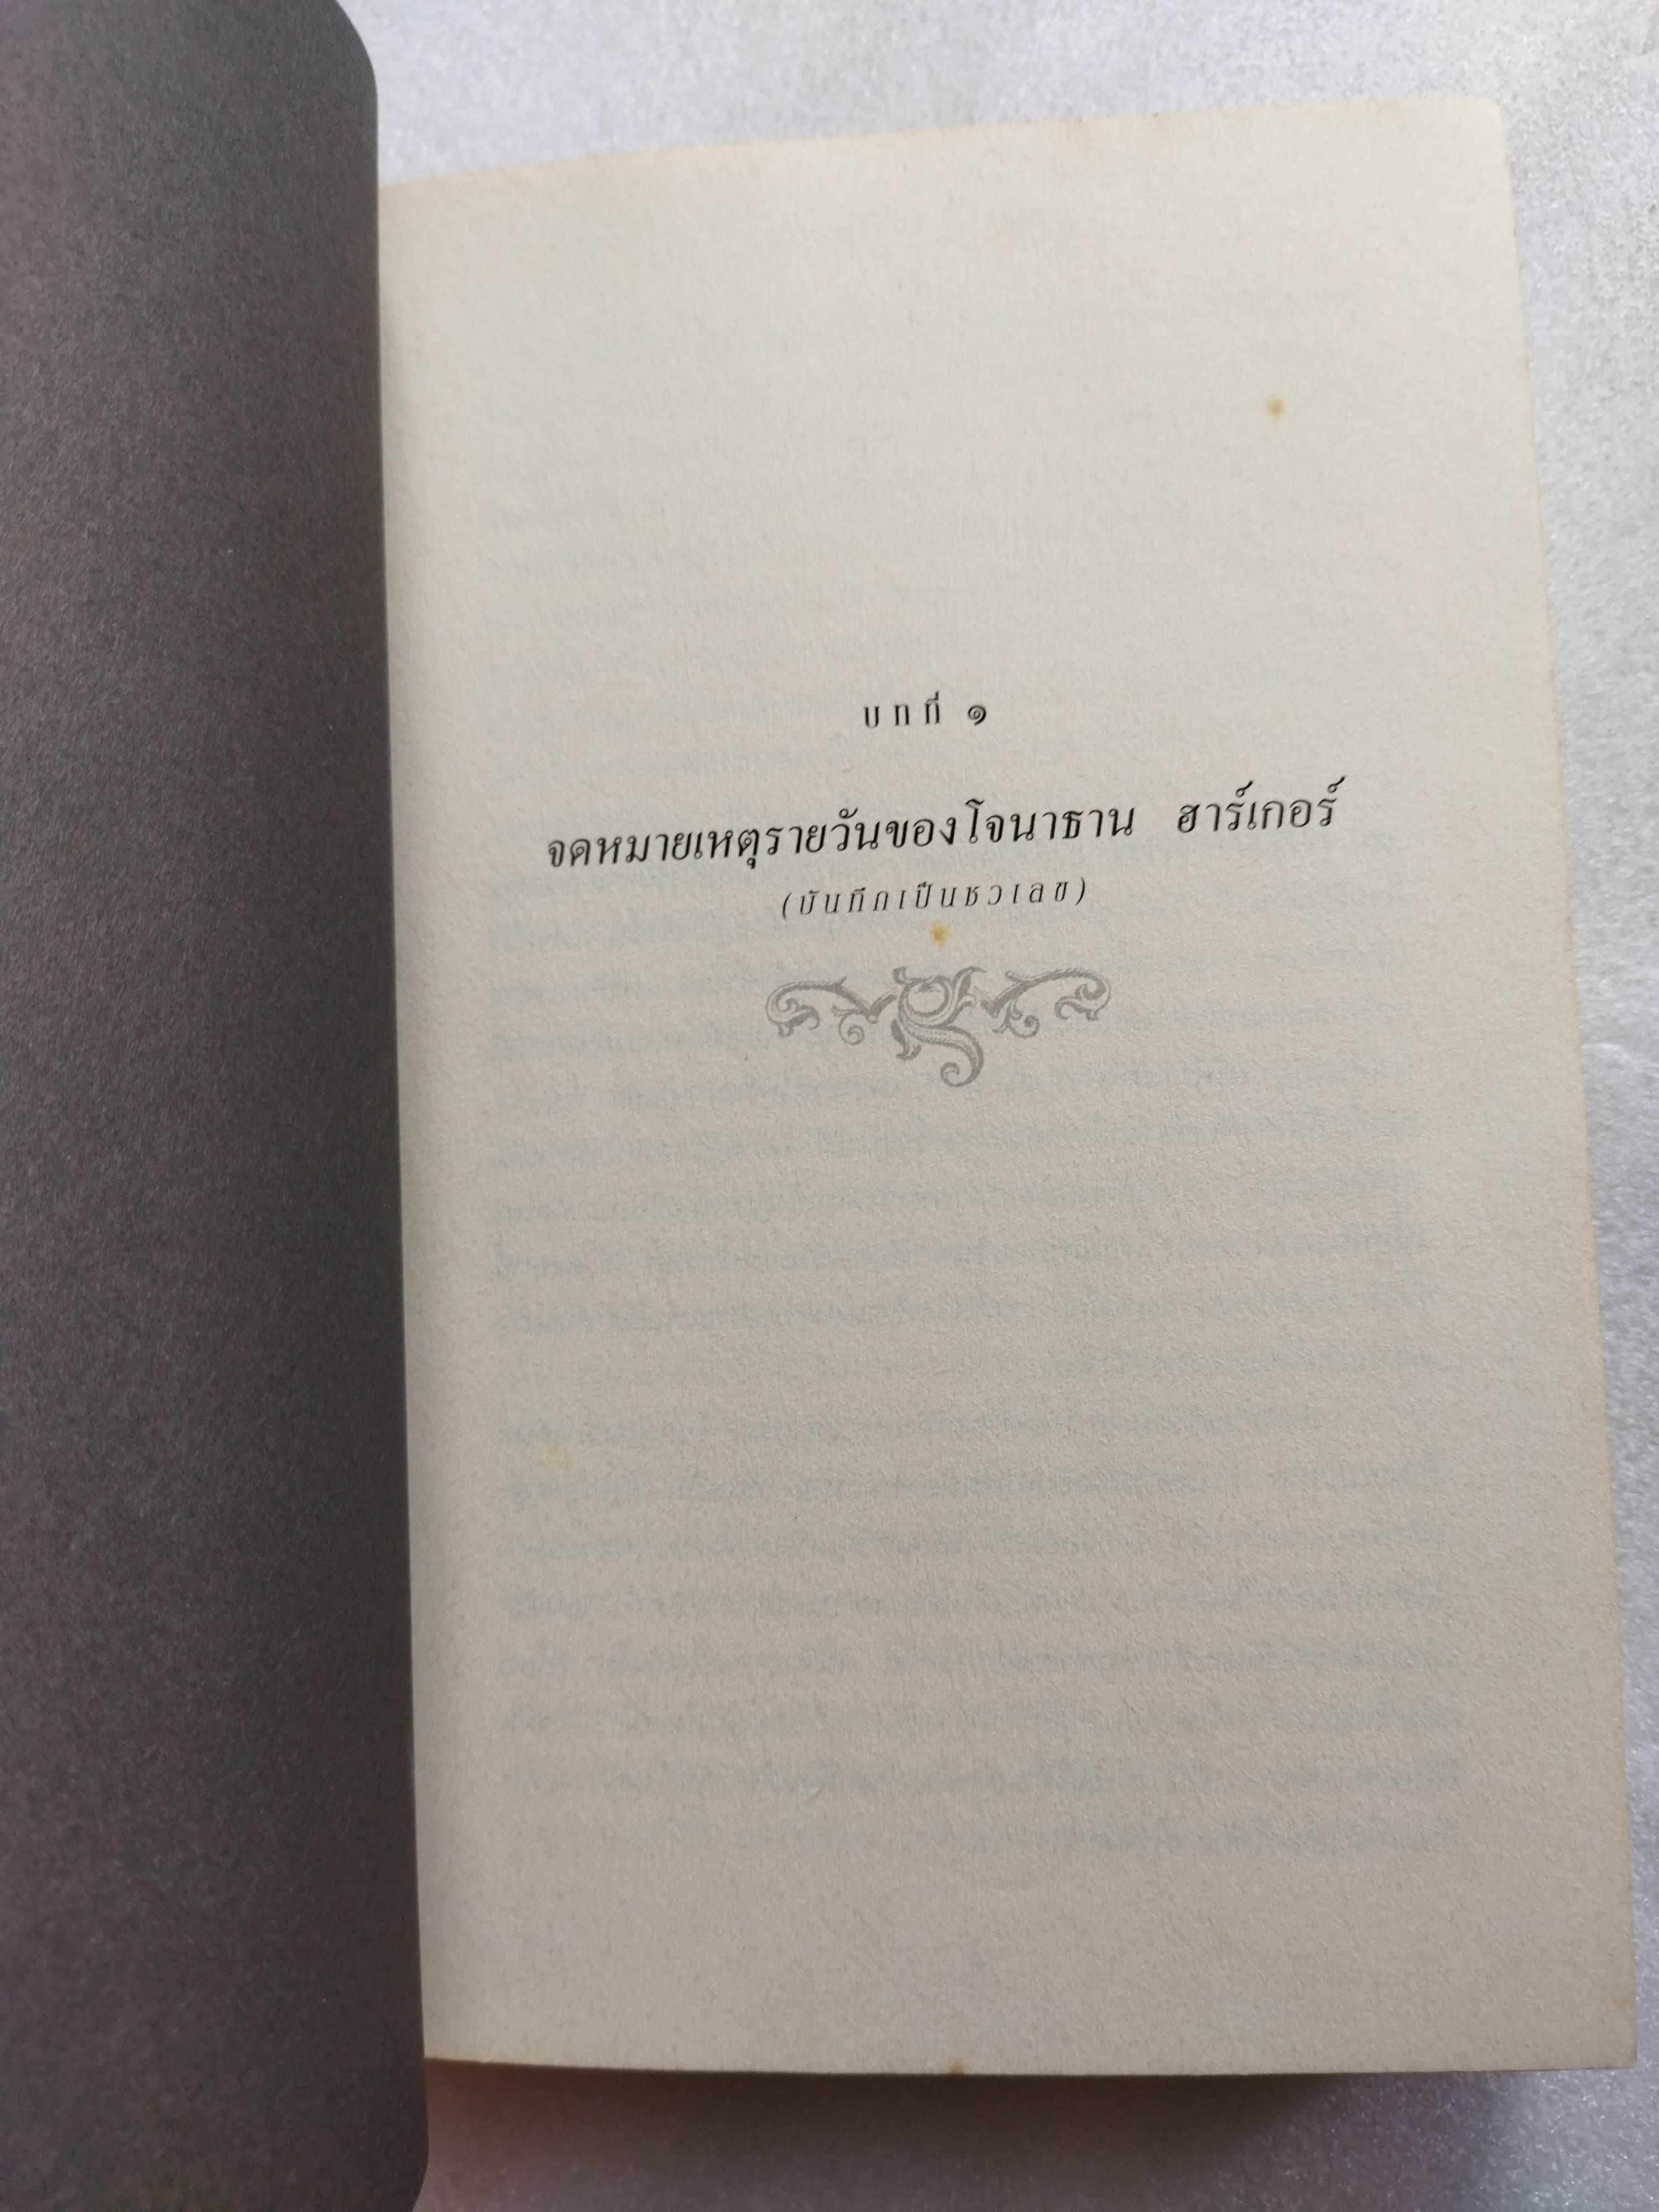 บทที่ ๑
จดหมายเหตุรายวันของโจนาธาน ฮาร์เกอร์
(บันทึกเป็นชวเลข)